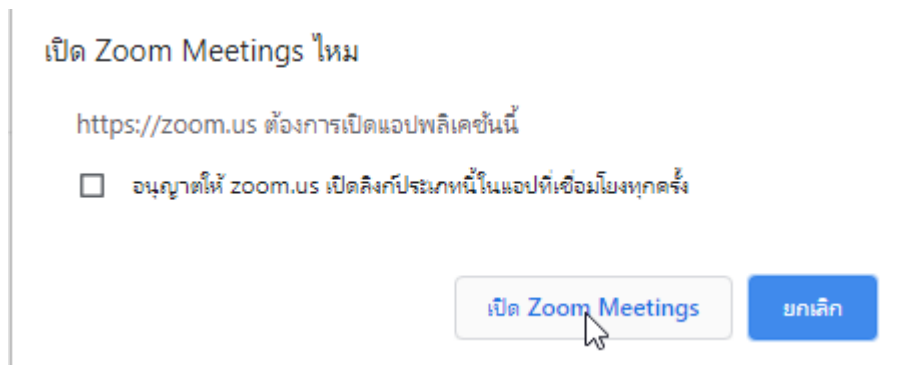 เปิด Zoom Meetings ไหม
https://zoom.us ต้องการเปิดแอปพลิเคชันนี้
อนุญาตให้ zoom.us เปิดลิงก์ประเภทนี้ในแอปที่เชื่อมโยงทุกครั้ง
เปิด Zoom Meetings ยกเลิก